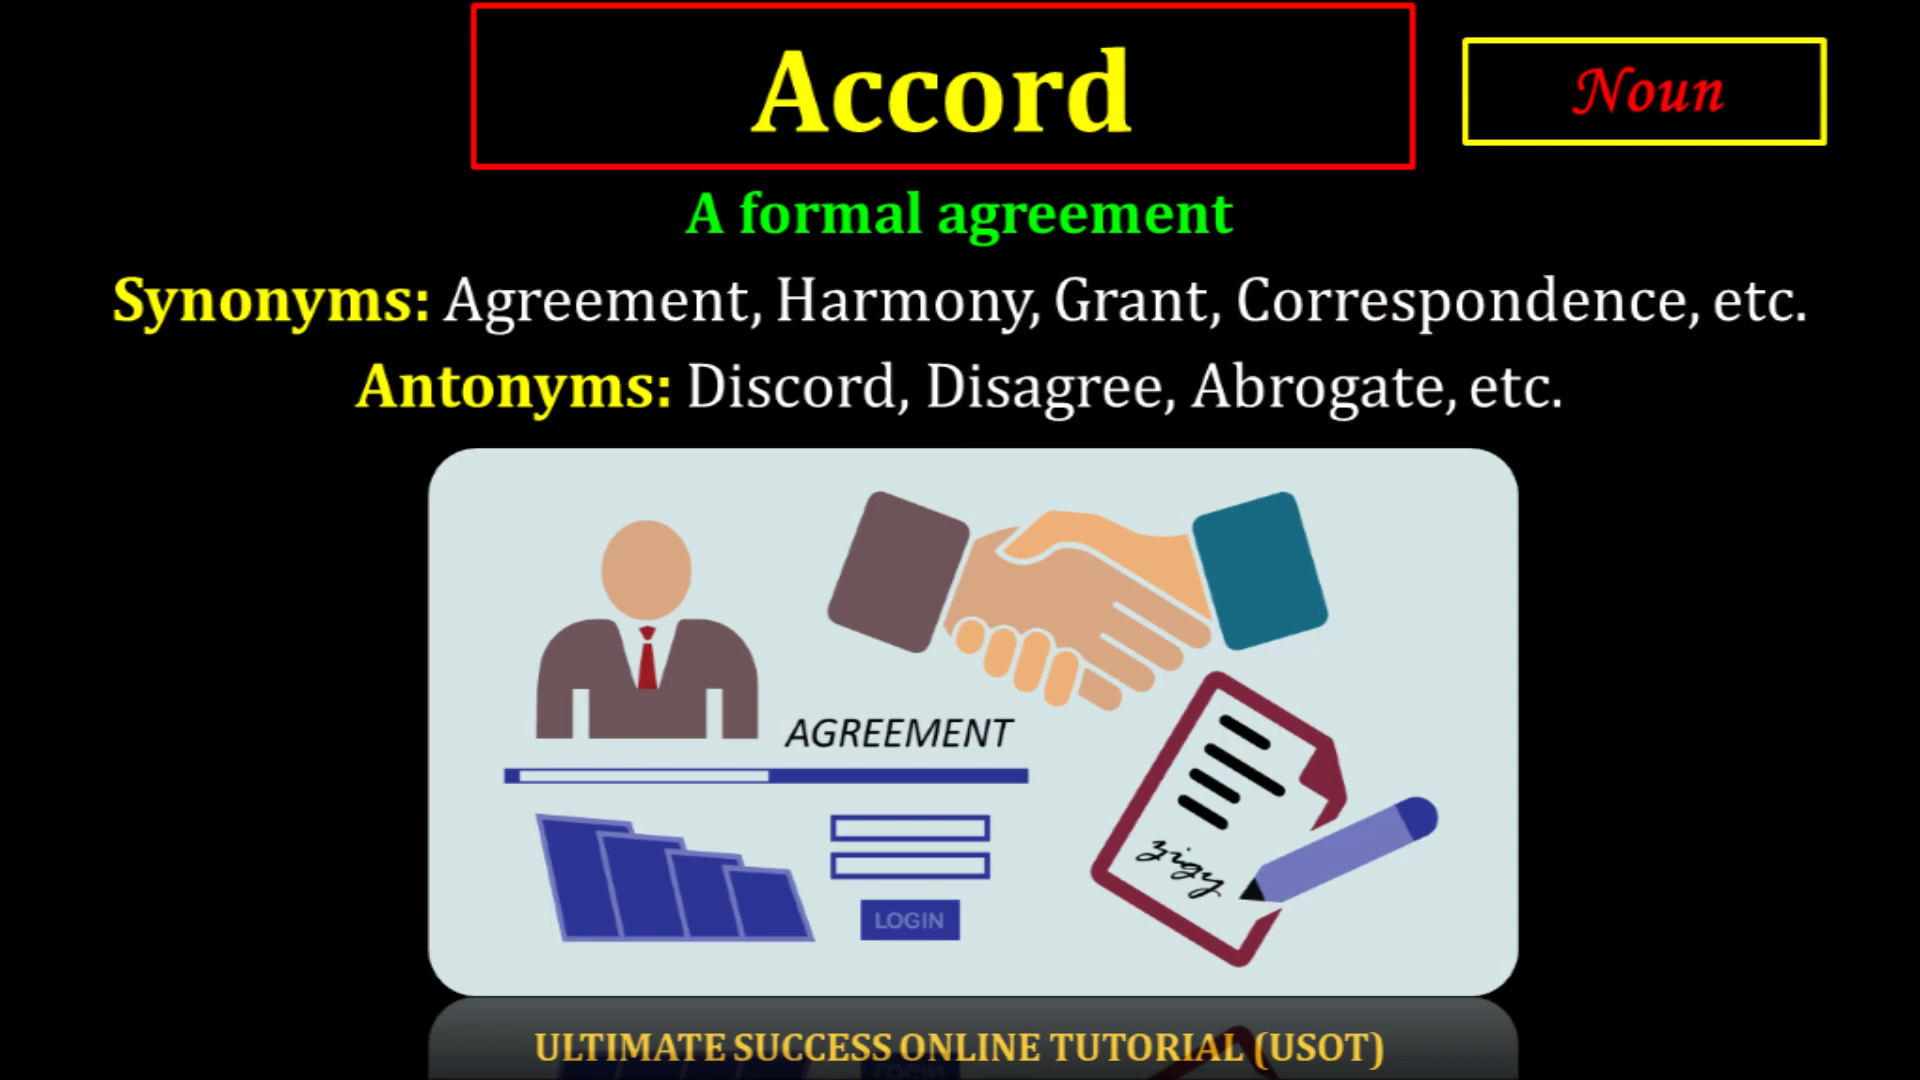 Accord
Noun
A formal agreement
Synonyms: Agreement, Harmony, Grant, Correspondence, etc.
Antonyms: Discord, Disagree, Abrogate, etc.
AGREEMENT
zigy
LOGIN
ULTIMATE SUCCESS ONLINE TUTORIAL (USOT)